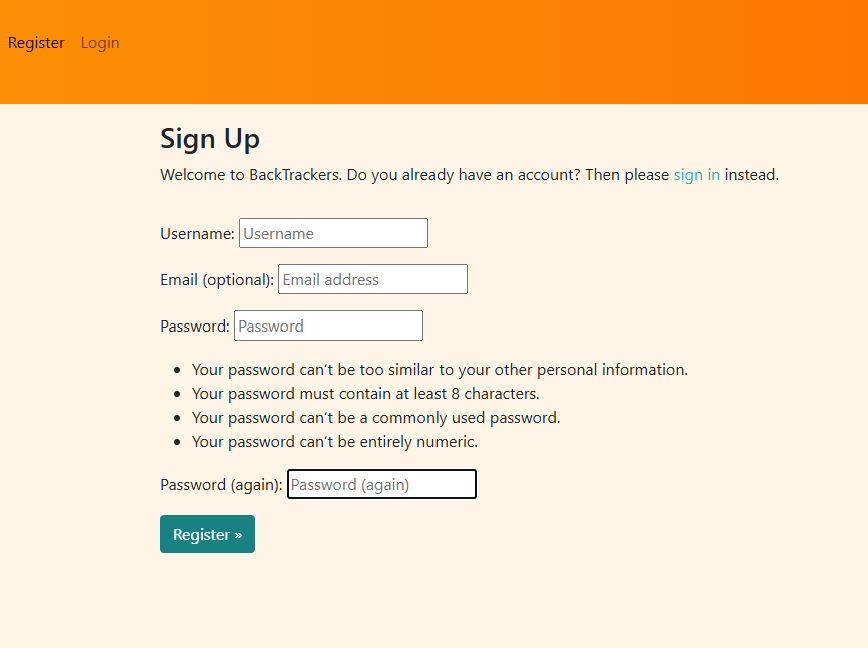 Register Login
Sign Up
Welcome to BackTrackers. Do you already have an account? Then please sign in instead.
Username: Username
Email (optional): Email address
Password: Password
• Your password can't be too similar to your other personal information.
• Your password must contain at least 8 characters.
• Your password can't be a commonly used password.
• Your password can't be entirely numeric.
Password (again): Password (again)
Register »